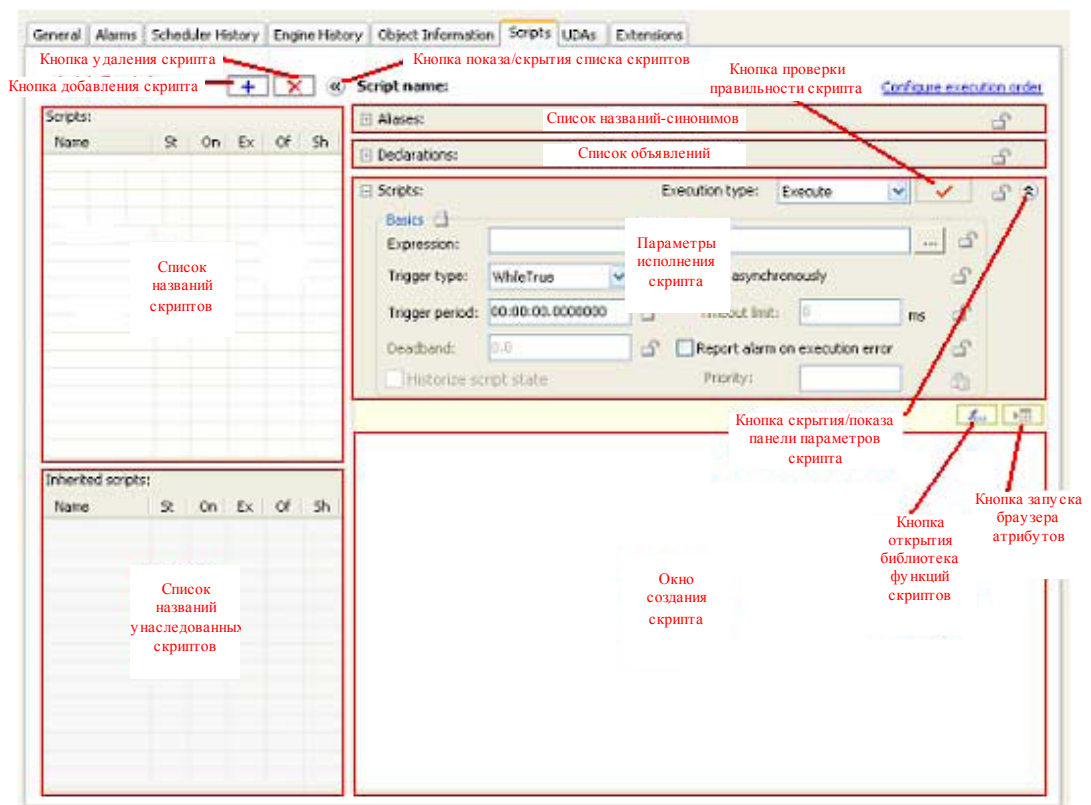 General Alarms Scheduler History Engine History Object Information Scripts UDAs Extensions
Кнопка удаления скрипта
Кнопка показа/скрытия списка скриптов
Кнопка добавления скрипта
Script name:
Кнопка проверки
правильности скрипта
Configure execution order
Scripts:
Name St On Ex Of Sh
Aliases:
Список названий-синонимов
Declarations:
Список объявлений
Scripts:
Execution type: Execute
Basics
Expression:
...
Trigger type: WhileTrue
asynchronously
Trigger period: 00:00:00.0000000
limit: 0 ms
Deadband: 0.0
Report alarm on execution error
Historize script state
Priority:
Параметры
исполнения
скрипта
Список
названий
скриптов
Кнопка скрытия/показа
панели параметров
скрипта
Inherited scripts:
Name St On Ex Of Sh
Список
названий
унаследованных
скриптов
Окно
создания
скрипта
Кнопка
открытия
библиотека
функций
скриптов
Кнопка запуска
браузера
атрибутов